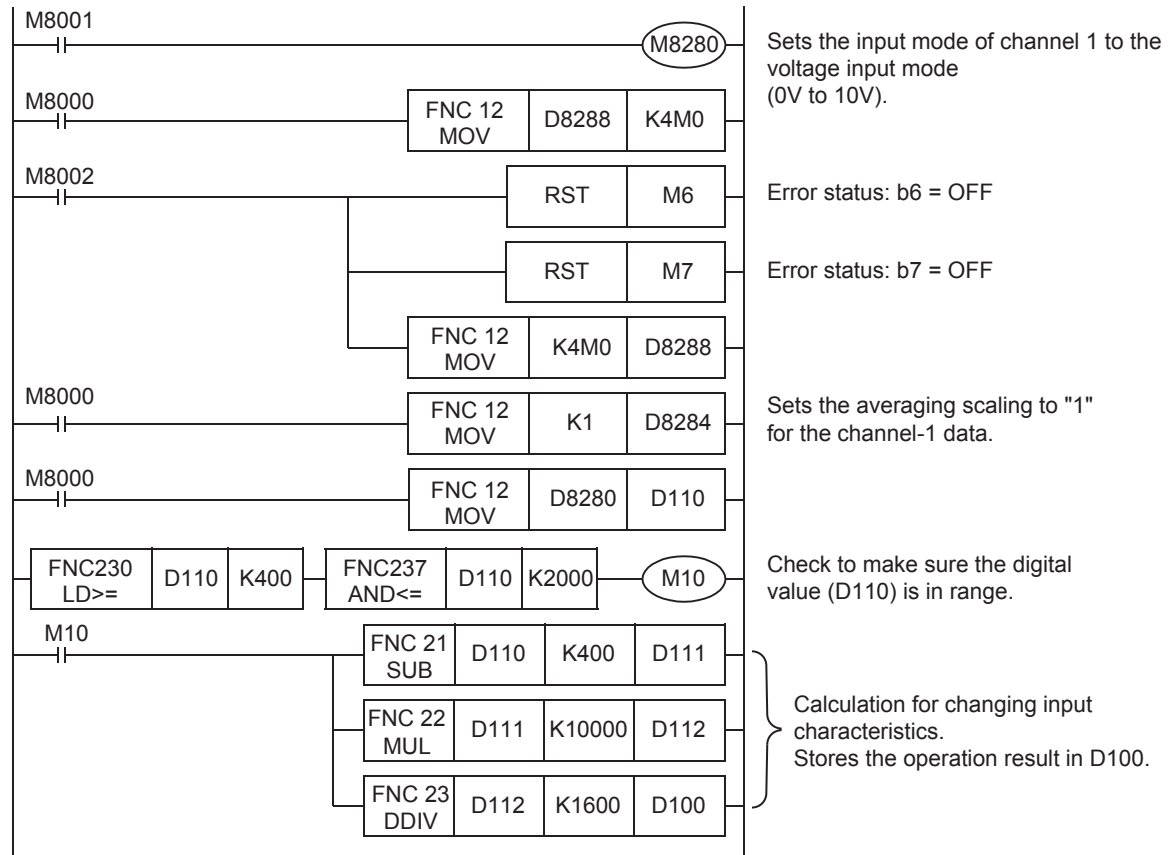 M8001
M8280
Sets the input mode of channel 1 to the
voltage input mode
(0V to 10V).
M8000
FNC 12
MOV
D8288
K4M0
M8002
RST
M6
Error status: b6 = OFF
RST
M7
Error status: b7 = OFF
FNC 12
MOV
K4M0
D8288
M8000
FNC 12
MOV
K1
D8284
Sets the averaging scaling to "1"
for the channel-1 data.
M8000
FNC 12
MOV
D8280
D110
FNC230
LD>=
D110
K400
FNC237
AND<=
D110
K2000
M10
Check to make sure the digital
value (D110) is in range.
M10
FNC 21
SUB
D110
K400
D111
FNC 22
MUL
D111
K10000
D112
FNC 23
DDIV
D112
K1600
D100
Calculation for changing input
characteristics.
Stores the operation result in D100.